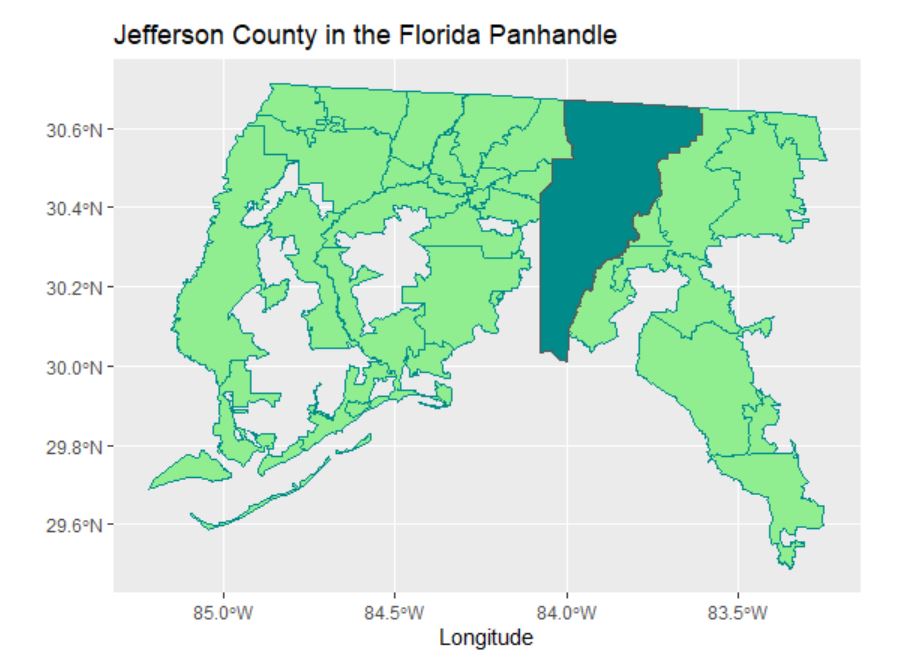 Jefferson County in the Florida Panhandle
30.6°N
30.4°N
30.2°N
30.0°N
29.8°N
29.6°N
85.0°W 84.5°W 84.0°W 83.5°W
Longitude